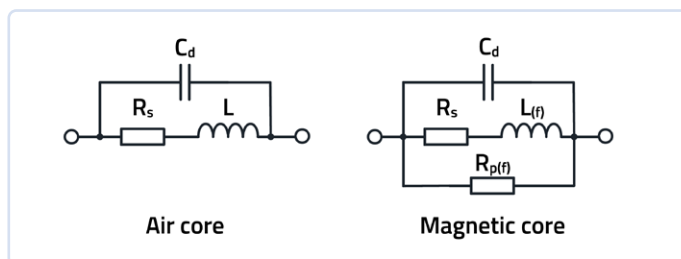 Cd Cd
Rs L Rs L(f)
Rp(f)
Air core Magnetic core